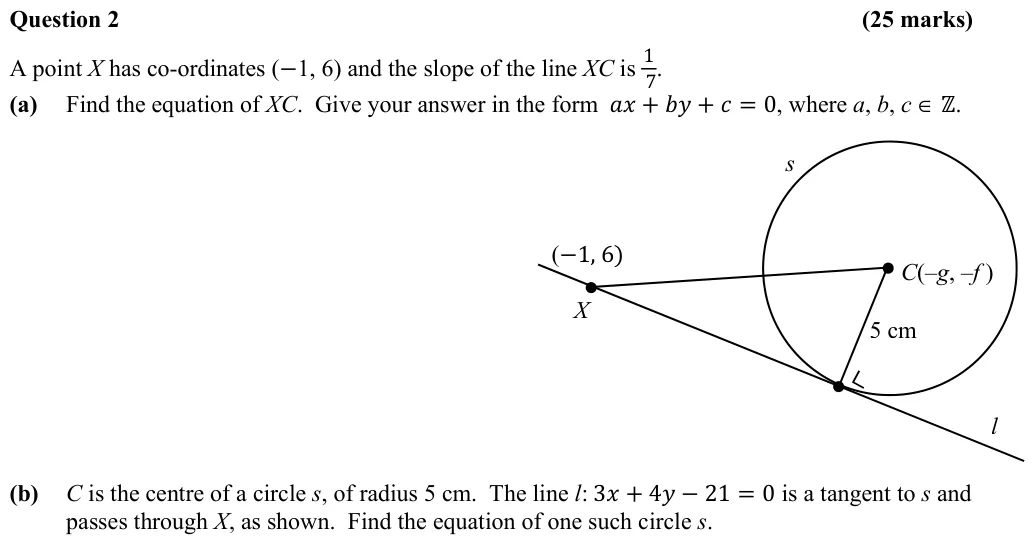 Question 2 (25 marks)
A point X has co-ordinates (−1, 6) and the slope of the line XC is 1/7.
(a) Find the equation of XC. Give your answer in the form ax + by + c = 0, where a, b, c ∈ ℤ.
s
(−1, 6)
C(–g, –f)
X
5 cm
l
(b) C is the centre of a circle s, of radius 5 cm. The line l: 3x + 4y − 21 = 0 is a tangent to s and
passes through X, as shown. Find the equation of one such circle s.